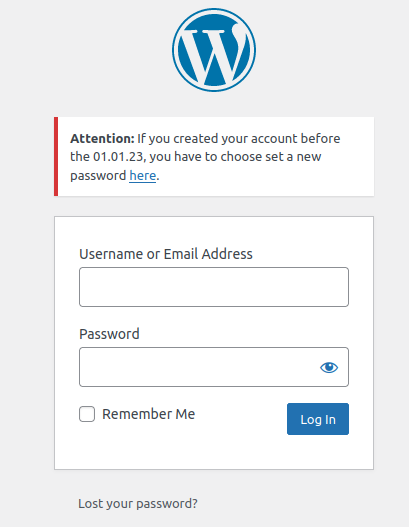 Attention: If you created your account before
the 01.01.23, you have to choose set a new
password here.
Username or Email Address
Password
Remember Me
Log In
Lost your password?